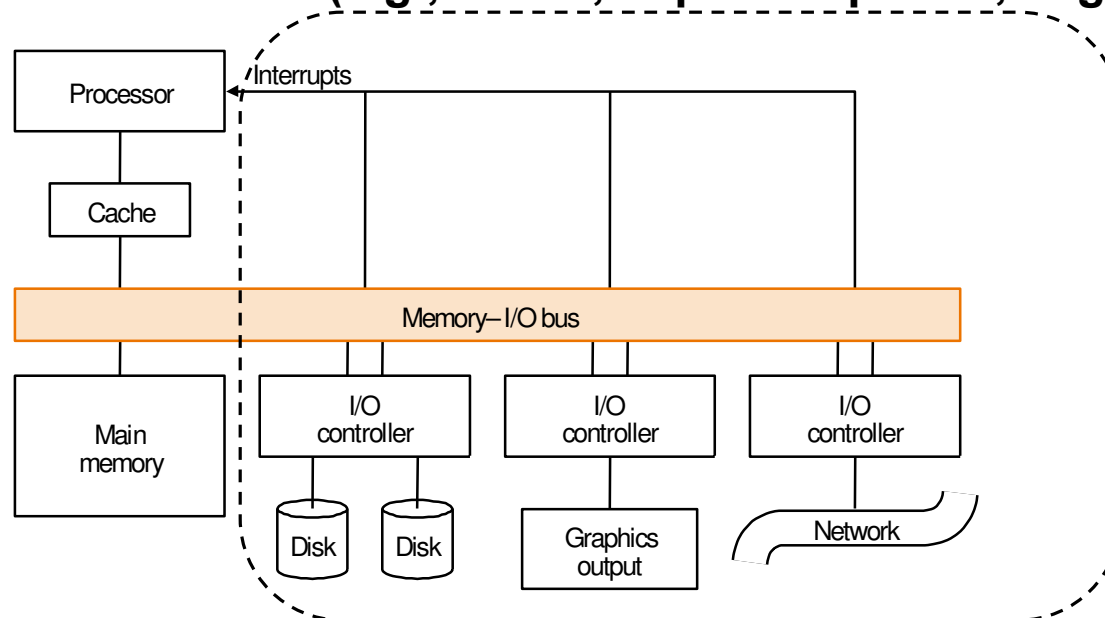 Interrupts
Processor
Cache
Memory–I/O bus
Main
memory
I/O
controller
I/O
controller
I/O
controller
Disk
Disk
Graphics
output
Network